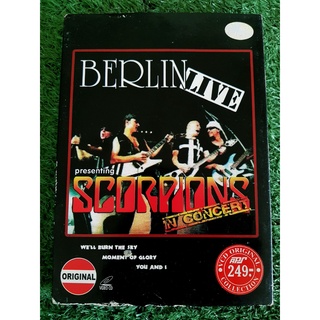 BERLIN
LIVE
presenting
SCORPIONS
IN CONCERT
WE'LL BURN THE SKY
MOMENT OF GLORY
YOU AND I
ORIGINAL
VCD ORIGINAL
249.-
COLLECTION